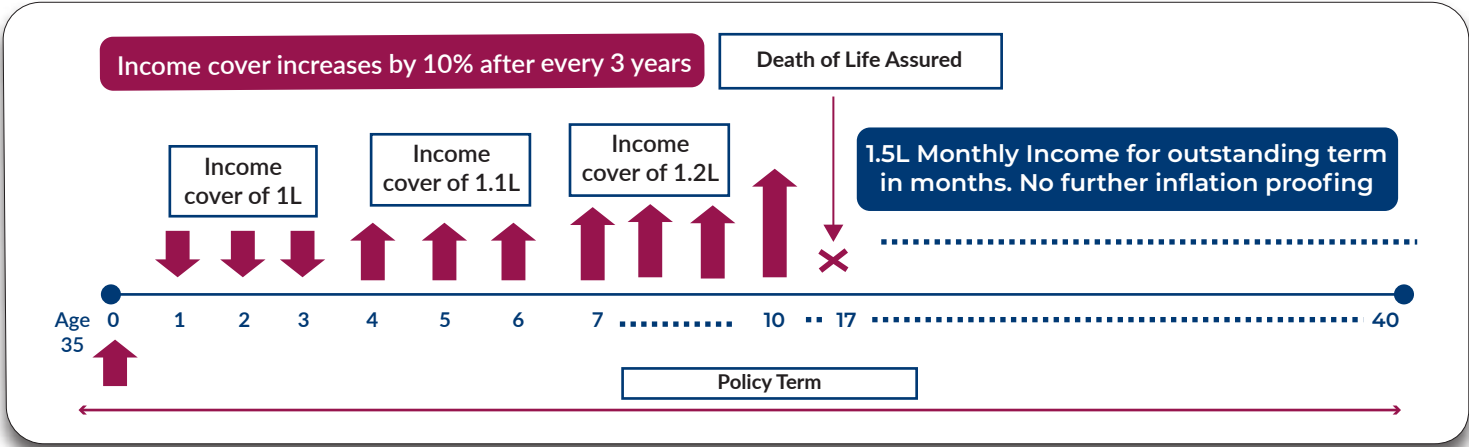 Income cover increases by 10% after every 3 years
Death of Life Assured
Income
cover of 1L
Income
cover of 1.1L
Income
cover of 1.2L
1.5L Monthly Income for outstanding term
in months. No further inflation proofing
Age 0 1 2 3 4 5 6 7 ........... 10 .. 17 ........... 40
35
Policy Term